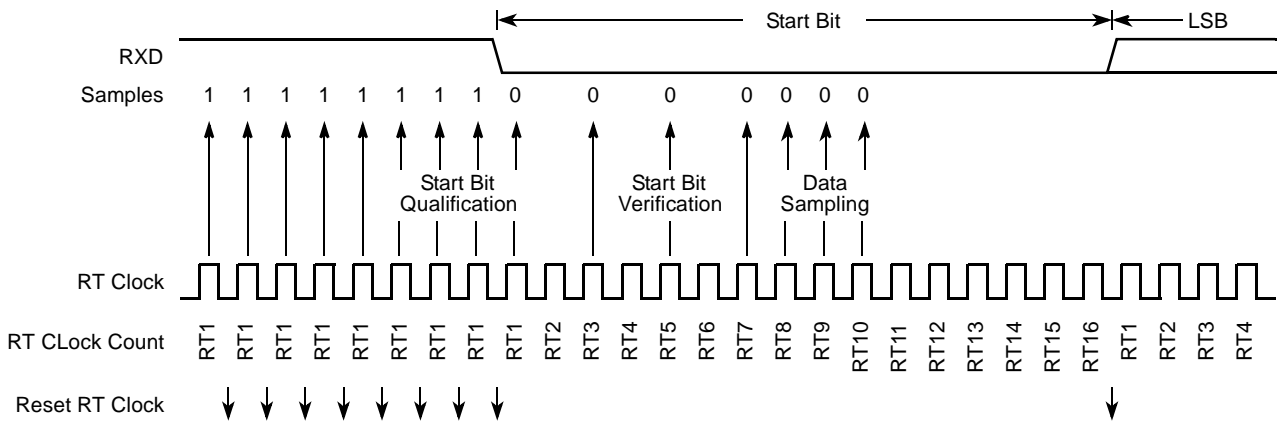 Start Bit LSB
RXD
Samples 1 1 1 1 1 1 1 1 0 0 0 0 0 0 0
Start Bit Start Bit Data
Qualification Verification Sampling
RT Clock
RT CLock Count RT1 RT1 RT1 RT1 RT1 RT1 RT1 RT1 RT1 RT2 RT3 RT4 RT5 RT6 RT7 RT8 RT9 RT10 RT11 RT12 RT13 RT14 RT15 RT16 RT1 RT2 RT3 RT4
Reset RT Clock